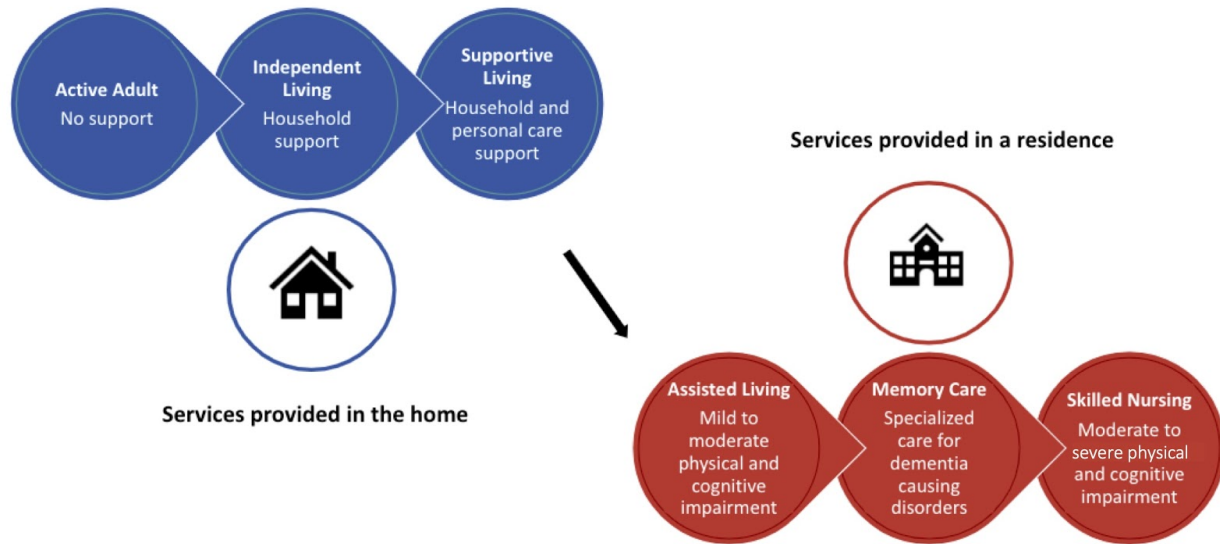 Active Adult
No support
Independent
Living
Household
support
Supportive
Living
Household and
personal care
support
Services provided in the home
Services provided in a residence
Assisted Living
Mild to
moderate
physical and
cognitive
impairment
Memory Care
Specialized
care for
dementia
causing
disorders
Skilled Nursing
Moderate to
severe physical
and cognitive
impairment